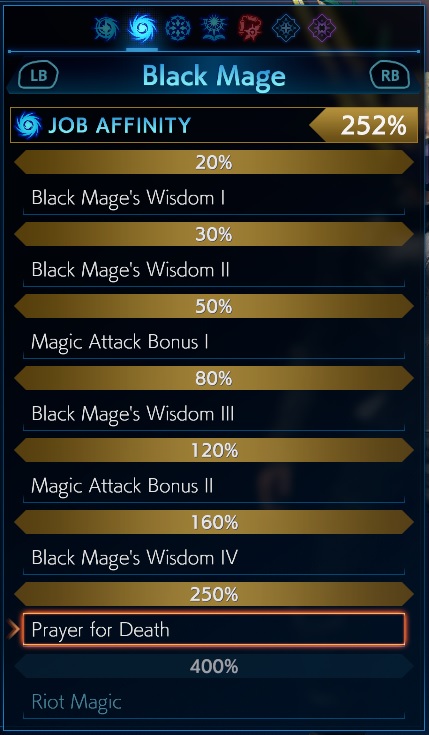 LB
Black Mage
RB
JOB AFFINITY
252%
20%
Black Mage's Wisdom I
30%
Black Mage's Wisdom II
50%
Magic Attack Bonus I
80%
Black Mage's Wisdom III
120%
Magic Attack Bonus II
160%
Black Mage's Wisdom IV
250%
Prayer for Death
400%
Riot Magic